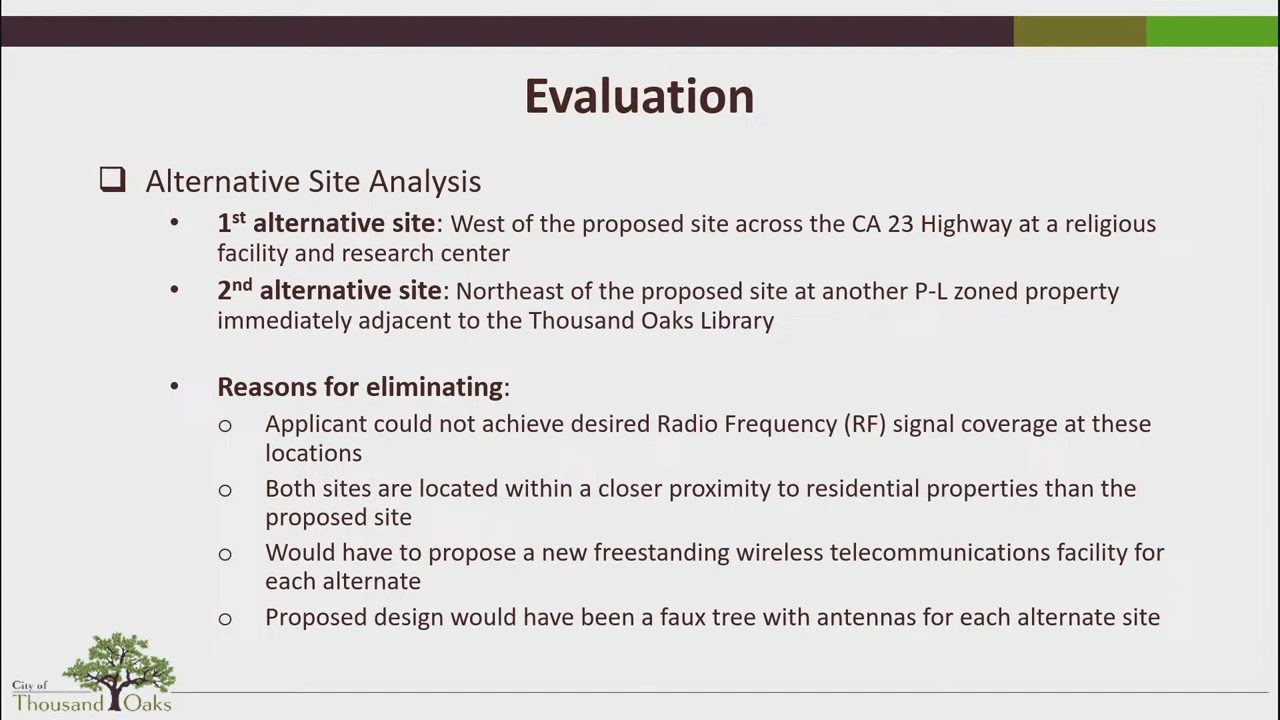 Evaluation
❑ Alternative Site Analysis
• 1st alternative site: West of the proposed site across the CA 23 Highway at a religious
facility and research center
• 2nd alternative site: Northeast of the proposed site at another P-L zoned property
immediately adjacent to the Thousand Oaks Library
• Reasons for eliminating:
o Applicant could not achieve desired Radio Frequency (RF) signal coverage at these
locations
o Both sites are located within a closer proximity to residential properties than the
proposed site
o Would have to propose a new freestanding wireless telecommunications facility for
each alternate
o Proposed design would have been a faux tree with antennas for each alternate site
City of
Thousand Oaks